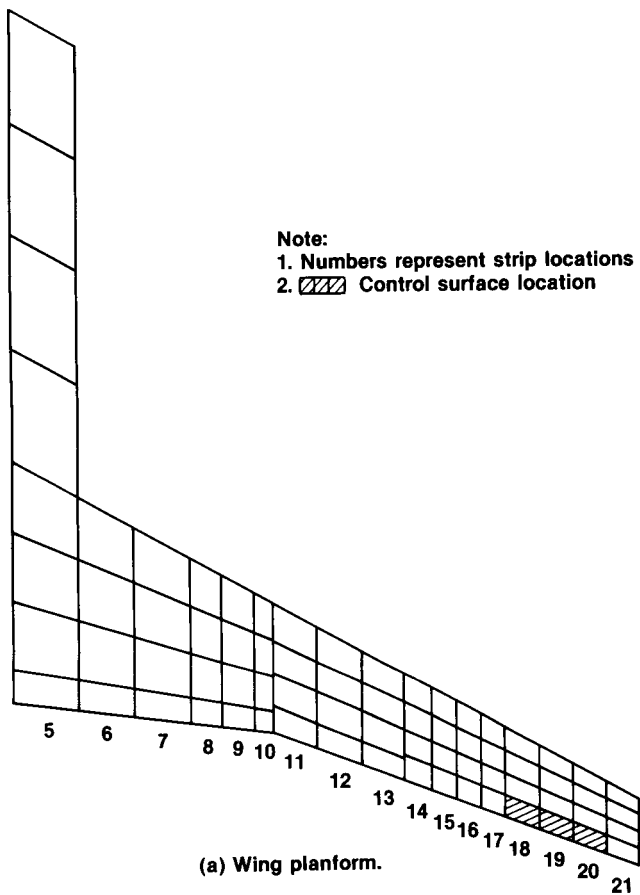 Note:
1. Numbers represent strip locations
2. Control surface location
5 6 7 8 9 10 11 12 13 14 15 16 17 18 19 20 21
(a) Wing planform.